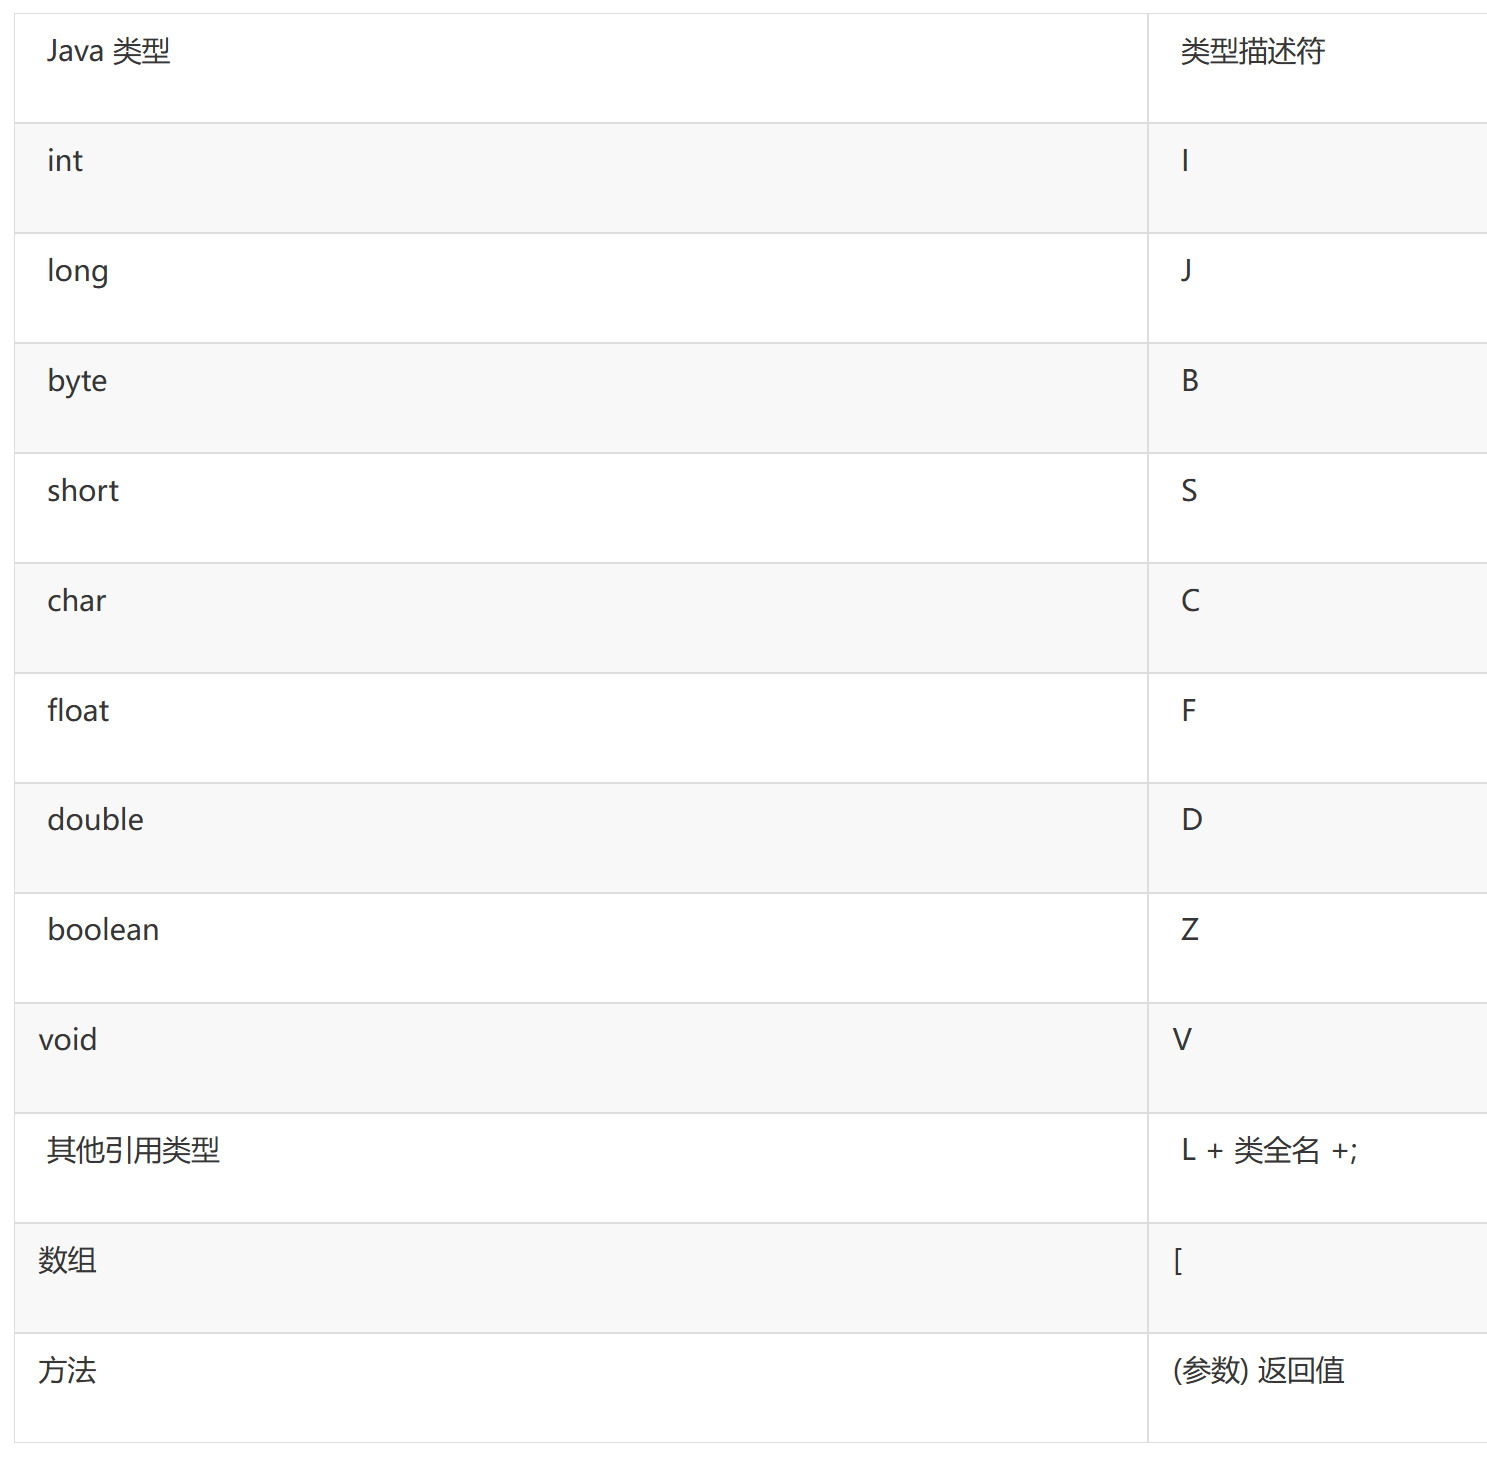 Java 类型 类型描述符
int I
long J
byte B
short S
char C
float F
double D
boolean Z
void V
其他引用类型 L + 类全名 +;
数组 [
方法 (参数) 返回值